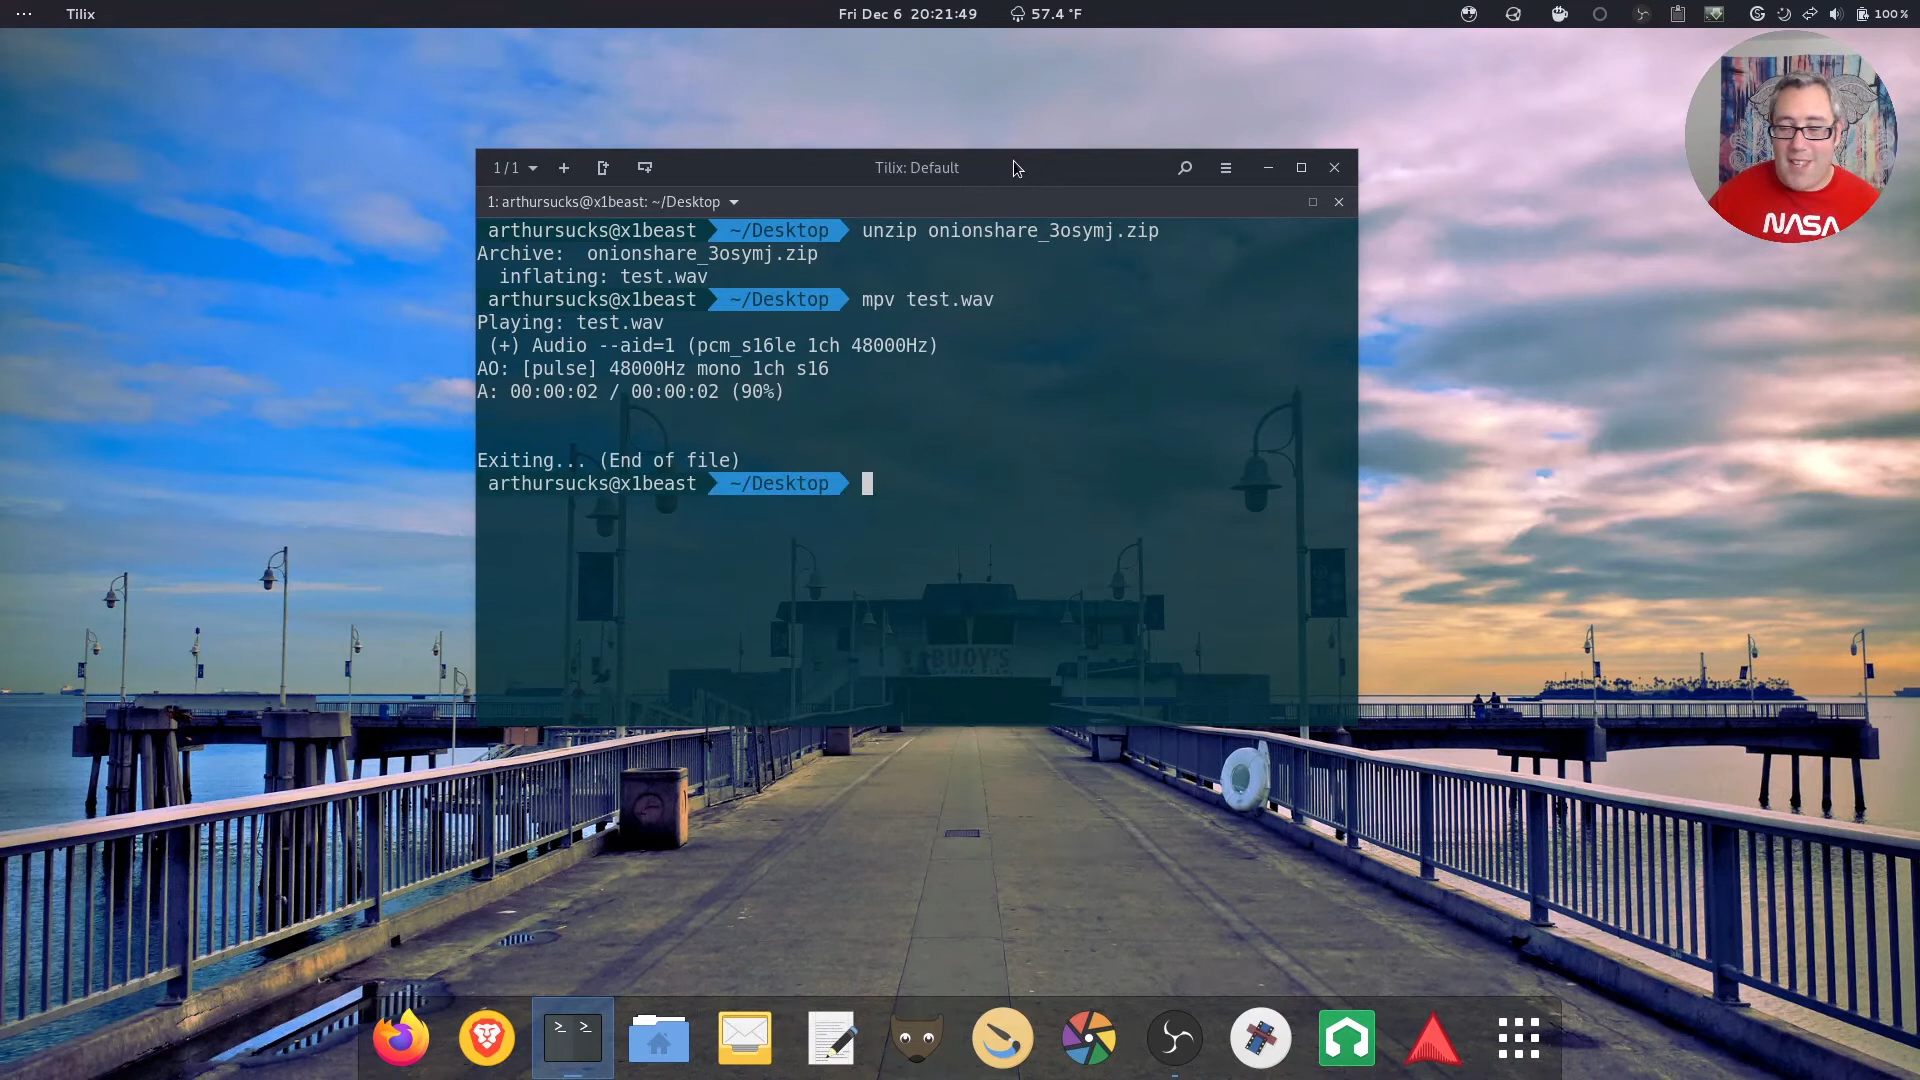 Tilix
Fri Dec 6 20:21:49
57.4 °F
100 %
NASA
1 / 1
Tilix: Default
1: arthursucks@x1beast: ~/Desktop
arthursucks@x1beast ~/Desktop unzip onionshare_3osymj.zip
Archive:  onionshare_3osymj.zip
  inflating: test.wav
arthursucks@x1beast ~/Desktop mpv test.wav
Playing: test.wav
 (+) Audio --aid=1 (pcm_s16le 1ch 48000Hz)
AO: [pulse] 48000Hz mono 1ch s16
A: 00:00:02 / 00:00:02 (90%)
Exiting... (End of file)
arthursucks@x1beast ~/Desktop
BUOY'S